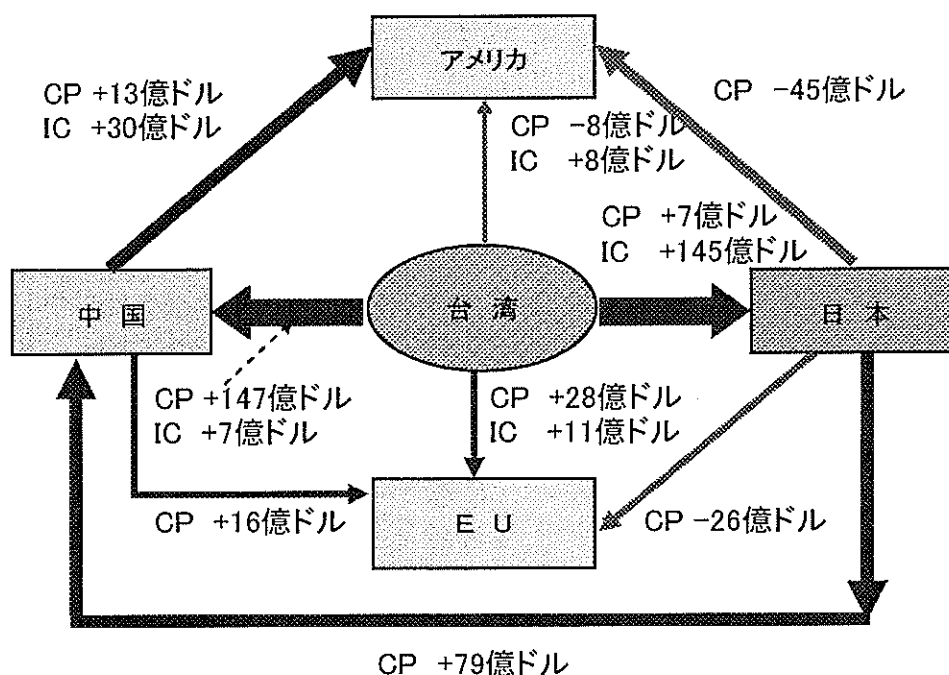 アメリカ
CP +13億ドル
IC +30億ドル
CP -45億ドル
CP -8億ドル
IC +8億ドル
CP +7億ドル
IC +145億ドル
中 国
台 湾
日 本
CP +147億ドル
IC +7億ドル
CP +28億ドル
IC +11億ドル
CP +16億ドル
E U
CP -26億ドル
CP +79億ドル